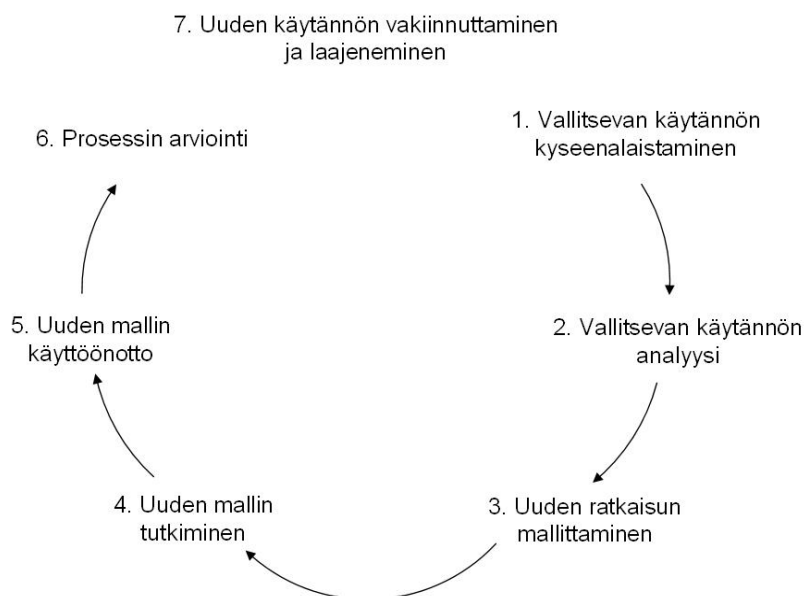 7. Uuden käytännön vakiinnuttaminen
ja laajeneminen
1. Vallitsevan käytännön
kyseenalaistaminen
6. Prosessin arviointi
2. Vallitsevan käytännön
analyysi
5. Uuden mallin
käyttöönotto
3. Uuden ratkaisun
mallittaminen
4. Uuden mallin
tutkiminen